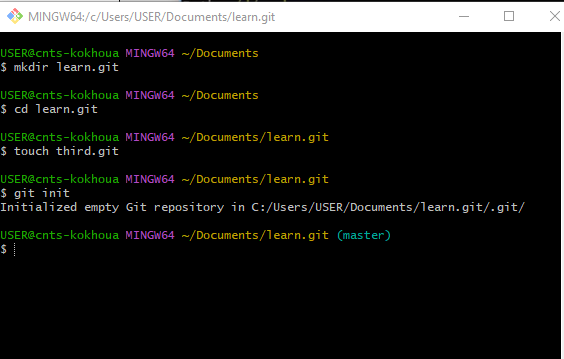 MINGW64:/c/Users/USER/Documents/learn.git
USER@cnts-kokhoua MINGW64 ~/Documents
$ mkdir learn.git
USER@cnts-kokhoua MINGW64 ~/Documents
$ cd learn.git
USER@cnts-kokhoua MINGW64 ~/Documents/learn.git
$ touch third.git
USER@cnts-kokhoua MINGW64 ~/Documents/learn.git
$ git init
Initialized empty Git repository in C:/Users/USER/Documents/learn.git/.git/
USER@cnts-kokhoua MINGW64 ~/Documents/learn.git (master)
$